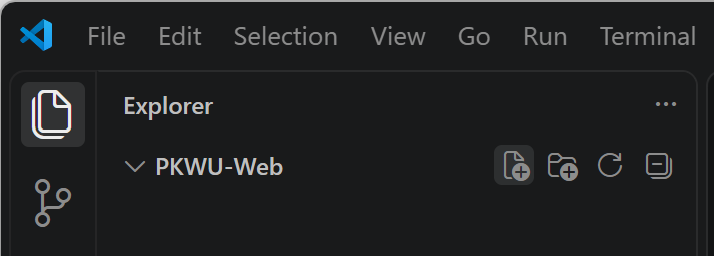 File Edit Selection View Go Run Terminal
Explorer
PKWU-Web